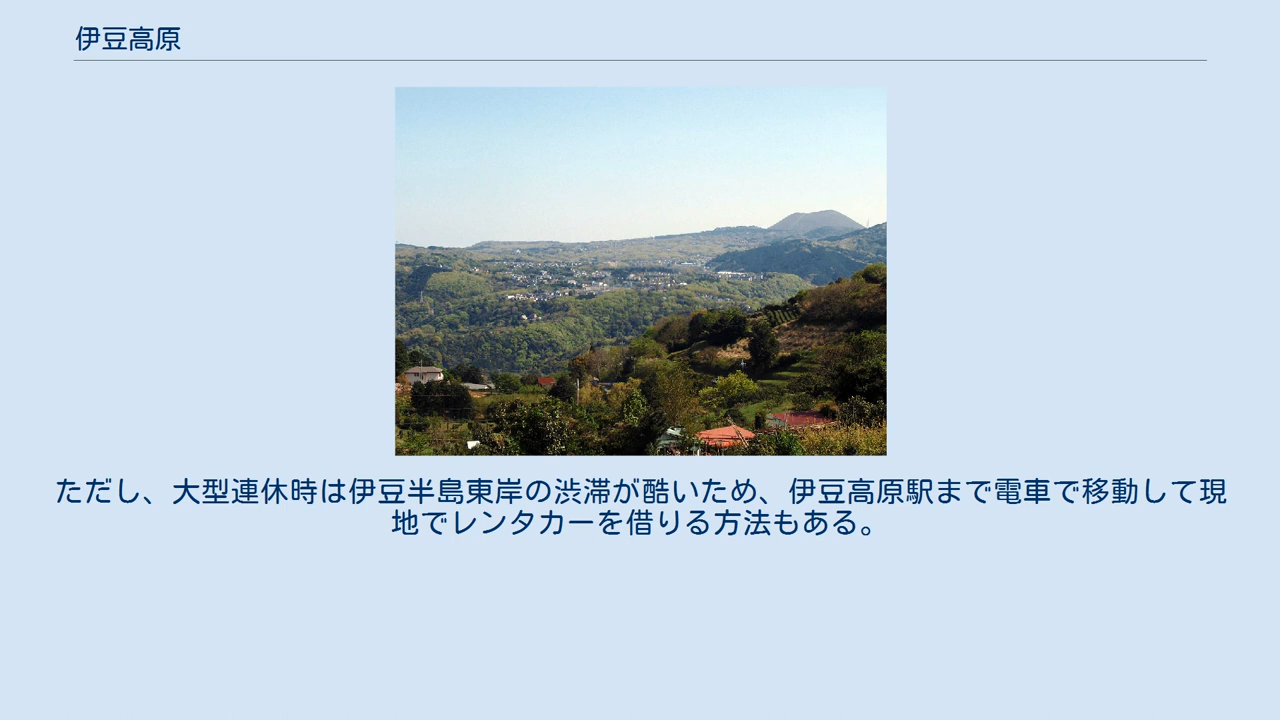 伊豆高原
ただし、大型連休時は伊豆半島東岸の渋滞が酷いため、伊豆高原駅まで電車で移動して現
地でレンタカーを借りる方法もある。